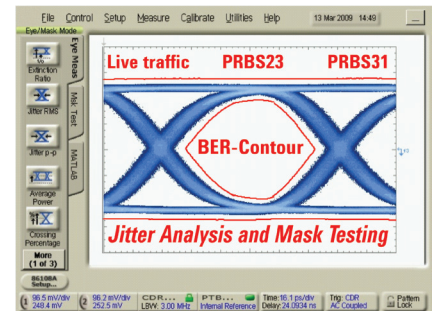 File Control Setup Measure Calibrate Utilities Help 13 Mar 2009 14:49
Eye/Mask Mode
Eye Meas
Msk Test
MATLAB
Extinction
Ratio
Jitter RMS
Jitter p-p
Average
Power
Crossing
Percentage
More
(1 of 3)
86108A
Setup...
Live traffic PRBS23 PRBS31
BER-Contour
Jitter Analysis and Mask Testing
1 96.5 mV/div
248.4 mV
2 96.2 mV/div
252.5 mV
CDR...
LBW: 3.00 MHz
PTB...
Internal Reference
Time:16.1 ps/div
Delay:24.0934 ns
Trig: CDR
AC Coupled
Pattern
Lock